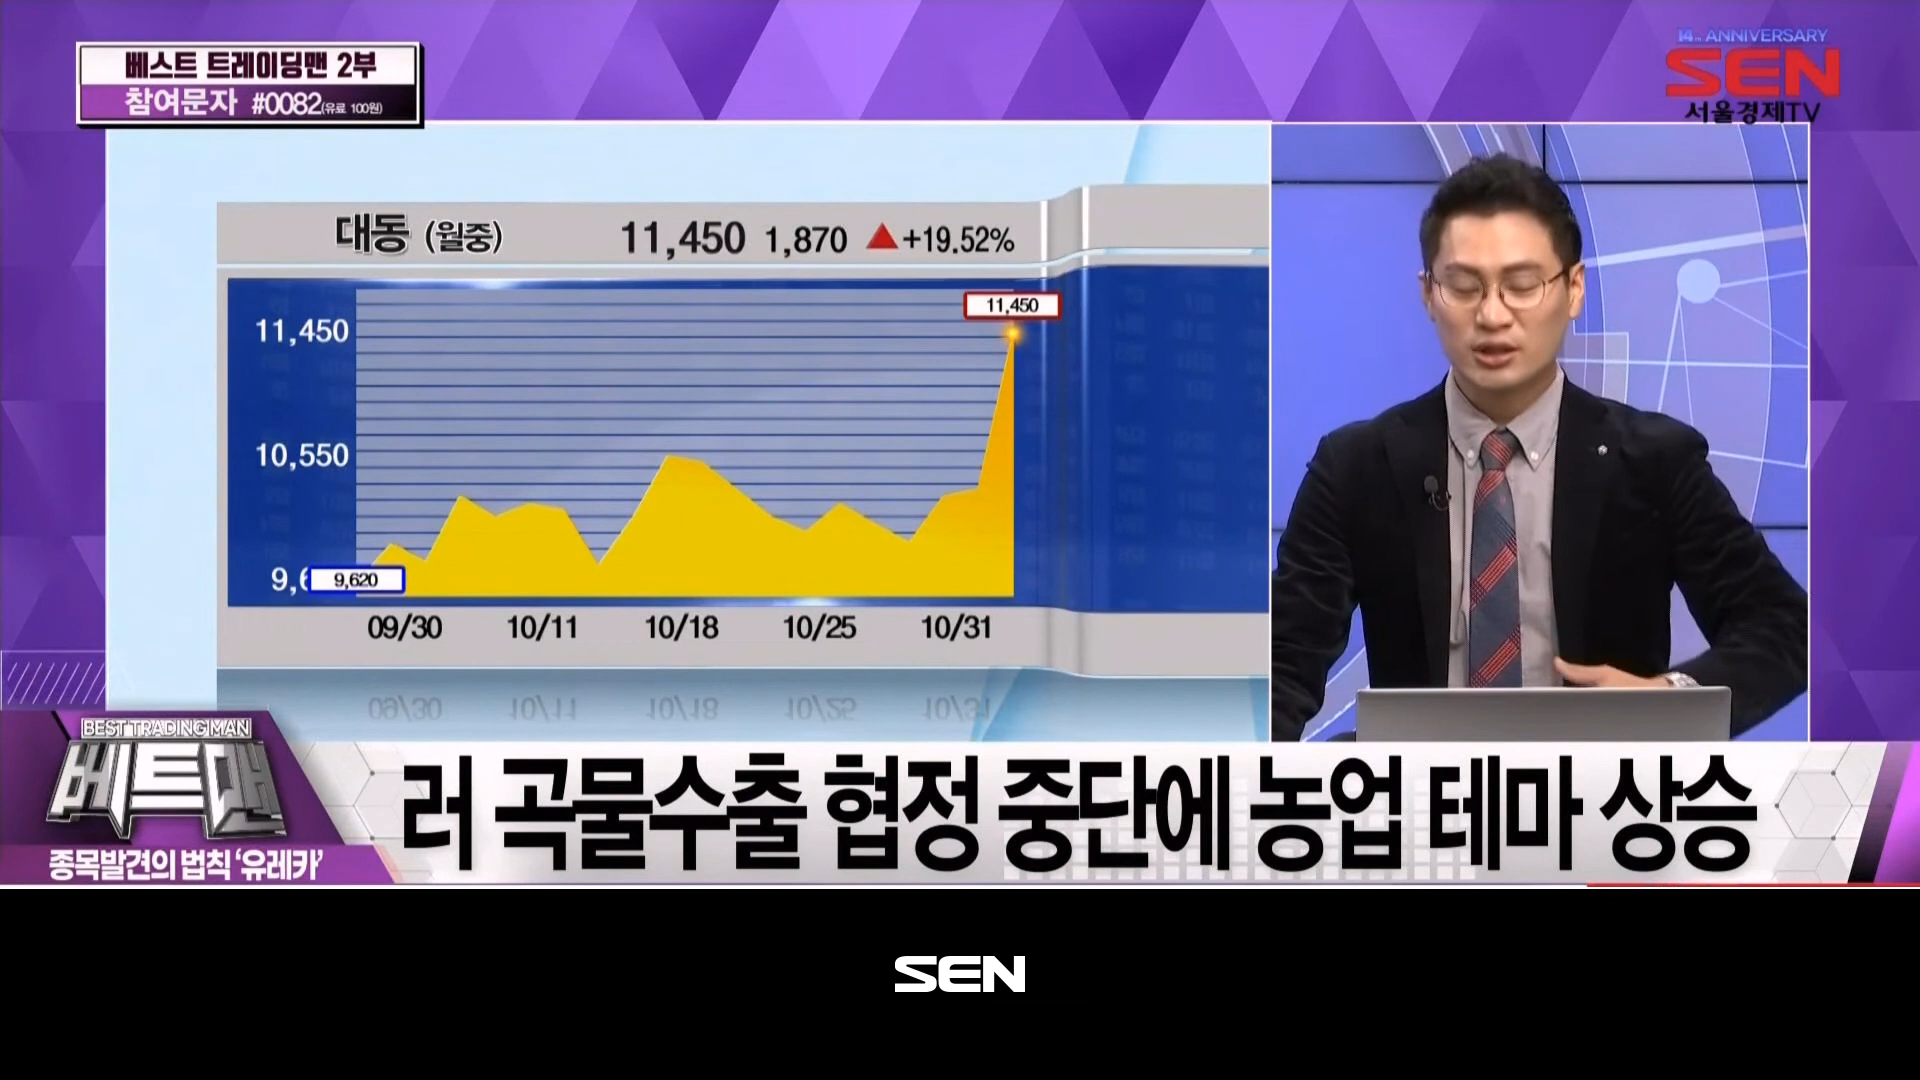 베스트 트레이딩맨 2부
참여문자 #0082(유료 100원)
14th ANNIVERSARY
SEN
서울경제TV
대동 (월중) 11,450 1,870 ▲+19.52%
11,450
11,450
10,550
9,620
09/30 10/11 10/18 10/25 10/31
BEST TRADING MAN
베트맨
종목발견의 법칙 ‘유레카’
러 곡물수출 협정 중단에 농업 테마 상승
SEN